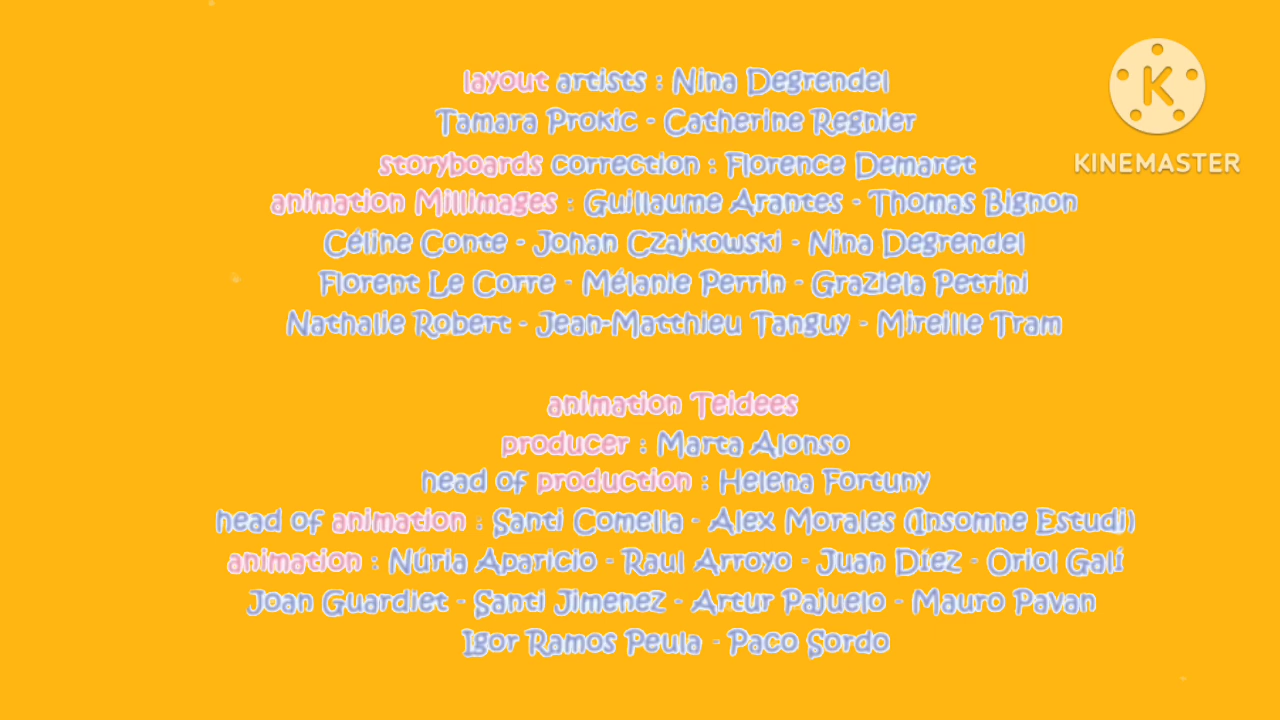 layout artists : Nina Degrendel
Tamara Prokic - Catherine Regnier
storyboards correction : Florence Demaret
animation Millimages : Guillaume Arantes - Thomas Bignon
Céline Conte - Johan Czajkowski - Nina Degrendel
Florent Le Corre - Mélanie Perrin - Graziela Petrini
Nathalie Robert - Jean-Matthieu Tanguy - Mireille Tram
animation Teidees
producer : Marta Alonso
head of production : Helena Fortuny
head of animation : Santi Comella - Alex Morales (Insomne Estudi)
animation : Núria Aparicio - Raul Arroyo - Juan Díez - Oriol Galí
Joan Guardiet - Santi Jimenez - Artur Pajuelo - Mauro Pavan
Igor Ramos Peula - Paco Sordo
K
KINEMASTER